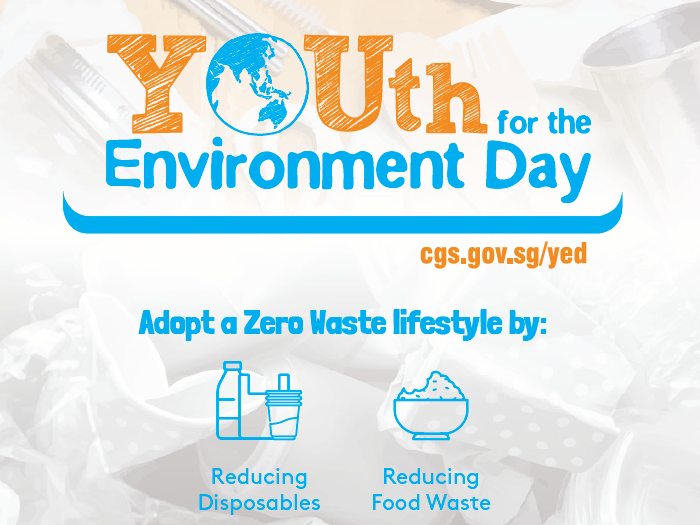 YOUth for the
Environment Day
cgs.gov.sg/yed
Adopt a Zero Waste lifestyle by:
Reducing
Disposables
Reducing
Food Waste